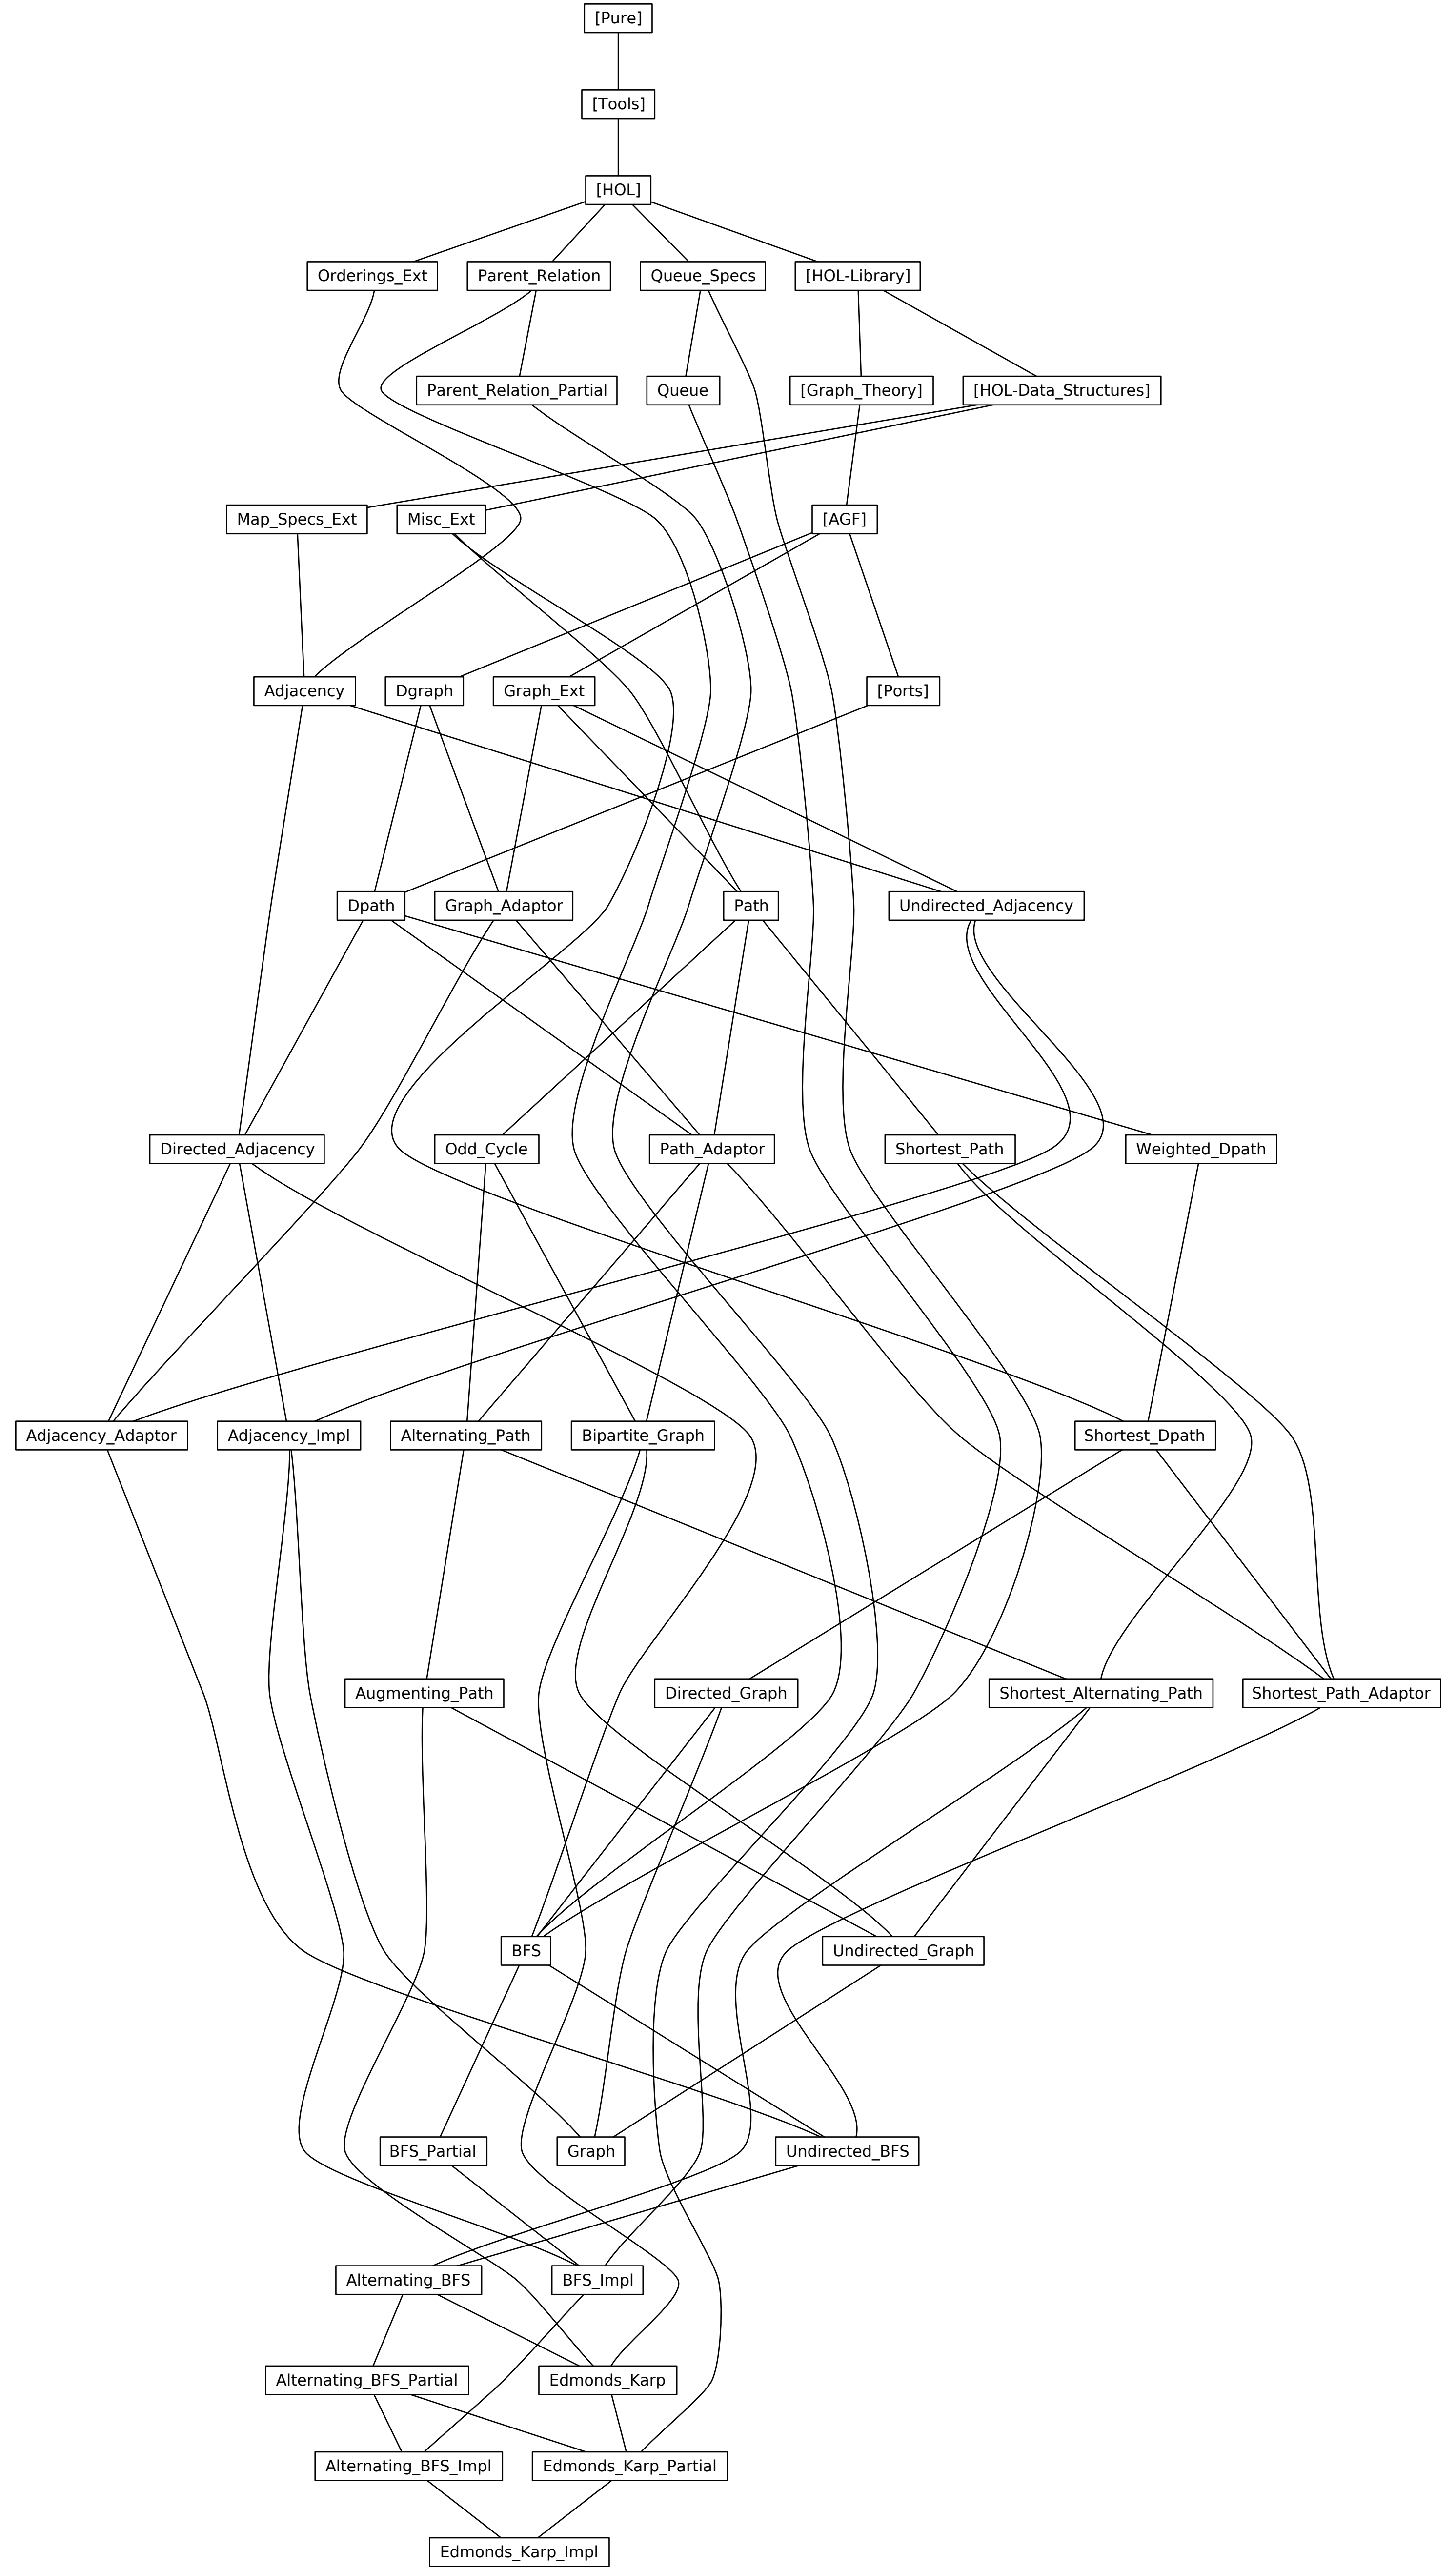 [Pure]
[Tools]
[HOL]
Orderings_Ext
Parent_Relation
Queue_Specs
[HOL-Library]
Parent_Relation_Partial
Queue
[Graph_Theory]
[HOL-Data_Structures]
Map_Specs_Ext
Misc_Ext
[AGF]
Adjacency
Dgraph
Graph_Ext
[Ports]
Dpath
Graph_Adaptor
Path
Undirected_Adjacency
Directed_Adjacency
Odd_Cycle
Path_Adaptor
Shortest_Path
Weighted_Dpath
Adjacency_Adaptor
Adjacency_Impl
Alternating_Path
Bipartite_Graph
Shortest_Dpath
Augmenting_Path
Directed_Graph
Shortest_Alternating_Path
Shortest_Path_Adaptor
BFS
Undirected_Graph
BFS_Partial
Graph
Undirected_BFS
Alternating_BFS
BFS_Impl
Alternating_BFS_Partial
Edmonds_Karp
Alternating_BFS_Impl
Edmonds_Karp_Partial
Edmonds_Karp_Impl